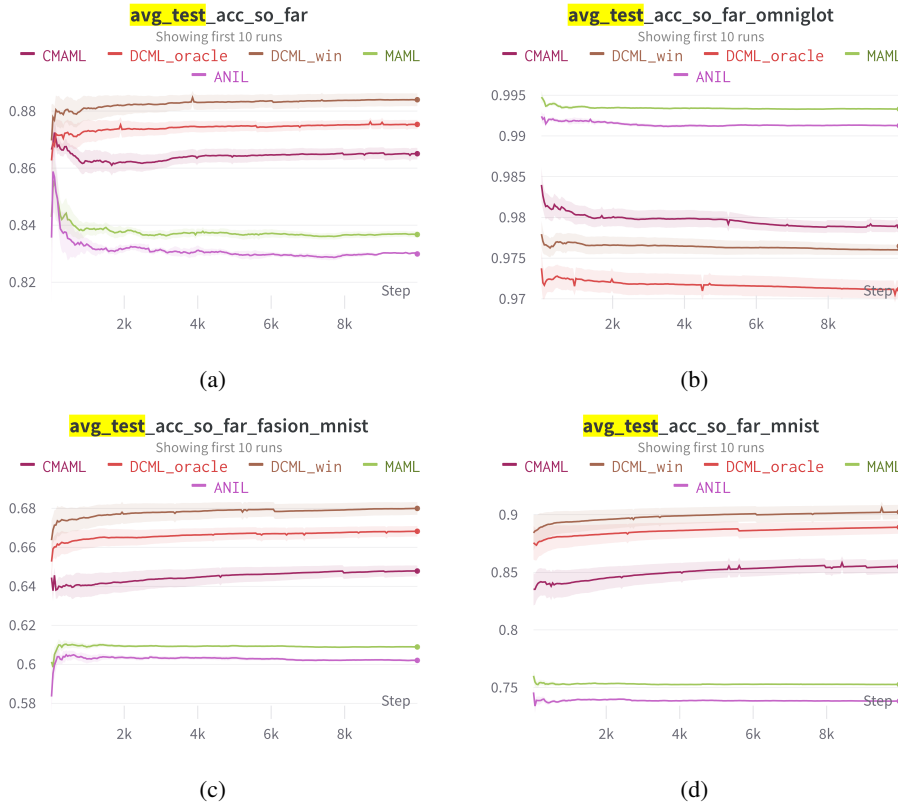 avg_test_acc_so_far
Showing first 10 runs
CMAML DCML_oracle DCML_win MAML
ANIL
0.88
0.86
0.84
0.82
Step
2k 4k 6k 8k
(a)
avg_test_acc_so_far_omniglot
Showing first 10 runs
CMAML DCML_win DCML_oracle MAML
ANIL
0.995
0.99
0.985
0.98
0.975
0.97
Step
2k 4k 6k 8k
(b)
avg_test_acc_so_far_fasion_mnist
Showing first 10 runs
CMAML DCML_oracle DCML_win MAML
ANIL
0.68
0.66
0.64
0.62
0.6
0.58
Step
2k 4k 6k 8k
(c)
avg_test_acc_so_far_mnist
Showing first 10 runs
CMAML DCML_win DCML_oracle MAML
ANIL
0.9
0.85
0.8
0.75
Step
2k 4k 6k 8k
(d)